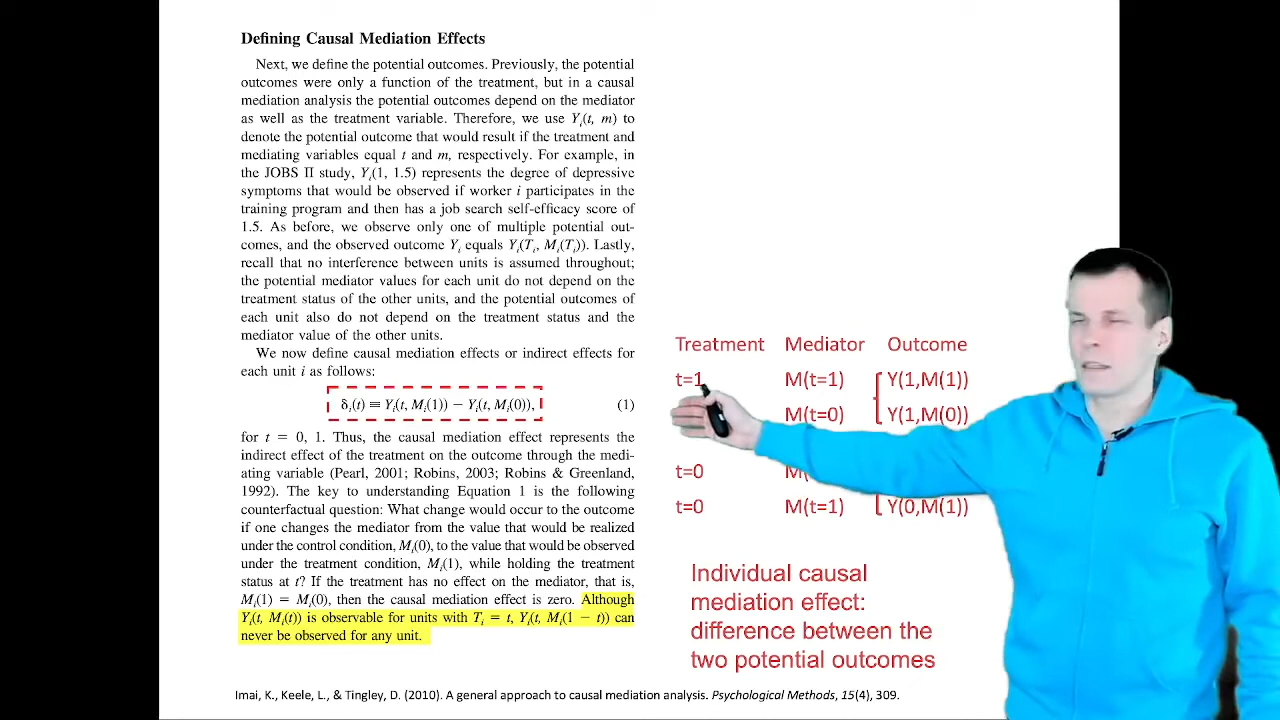 Defining Causal Mediation Effects
Next, we define the potential outcomes. Previously, the potential
outcomes were only a function of the treatment, but in a causal
mediation analysis the potential outcomes depend on the mediator
as well as the treatment variable. Therefore, we use Yᵢ(t, m) to
denote the potential outcome that would result if the treatment and
mediating variables equal t and m, respectively. For example, in
the JOBS II study, Yᵢ(1, 1.5) represents the degree of depressive
symptoms that would be observed if worker i participates in the
training program and then has a job search self-efficacy score of
1.5. As before, we observe only one of multiple potential out-
comes, and the observed outcome Yᵢ equals Yᵢ(Tᵢ, Mᵢ(Tᵢ)). Lastly,
recall that no interference between units is assumed throughout;
the potential mediator values for each unit do not depend on the
treatment status of the other units, and the potential outcomes of
each unit also do not depend on the treatment status and the
mediator value of the other units.
We now define causal mediation effects or indirect effects for
each unit i as follows:
δᵢ(t) ≡ Yᵢ(t, Mᵢ(1)) − Yᵢ(t, Mᵢ(0)), (1)
for t = 0, 1. Thus, the causal mediation effect represents the
indirect effect of the treatment on the outcome through the medi-
ating variable (Pearl, 2001; Robins, 2003; Robins & Greenland,
1992). The key to understanding Equation 1 is the following
counterfactual question: What change would occur to the outcome
if one changes the mediator from the value that would be realized
under the control condition, Mᵢ(0), to the value that would be observed
under the treatment condition, Mᵢ(1), while holding the treatment
status at t? If the treatment has no effect on the mediator, that is,
Mᵢ(1) = Mᵢ(0), then the causal mediation effect is zero. Although
Yᵢ(t, Mᵢ(t)) is observable for units with Tᵢ = t, Yᵢ(t, Mᵢ(1 − t)) can
never be observed for any unit.
Treatment Mediator Outcome
t=1 M(t=1) Y(1,M(1))
M(t=0) Y(1,M(0))
t=0
t=0 M(t=1) Y(0,M(1))
Individual causal
mediation effect:
difference between the
two potential outcomes
Imai, K., Keele, L., & Tingley, D. (2010). A general approach to causal mediation analysis. Psychological Methods, 15(4), 309.